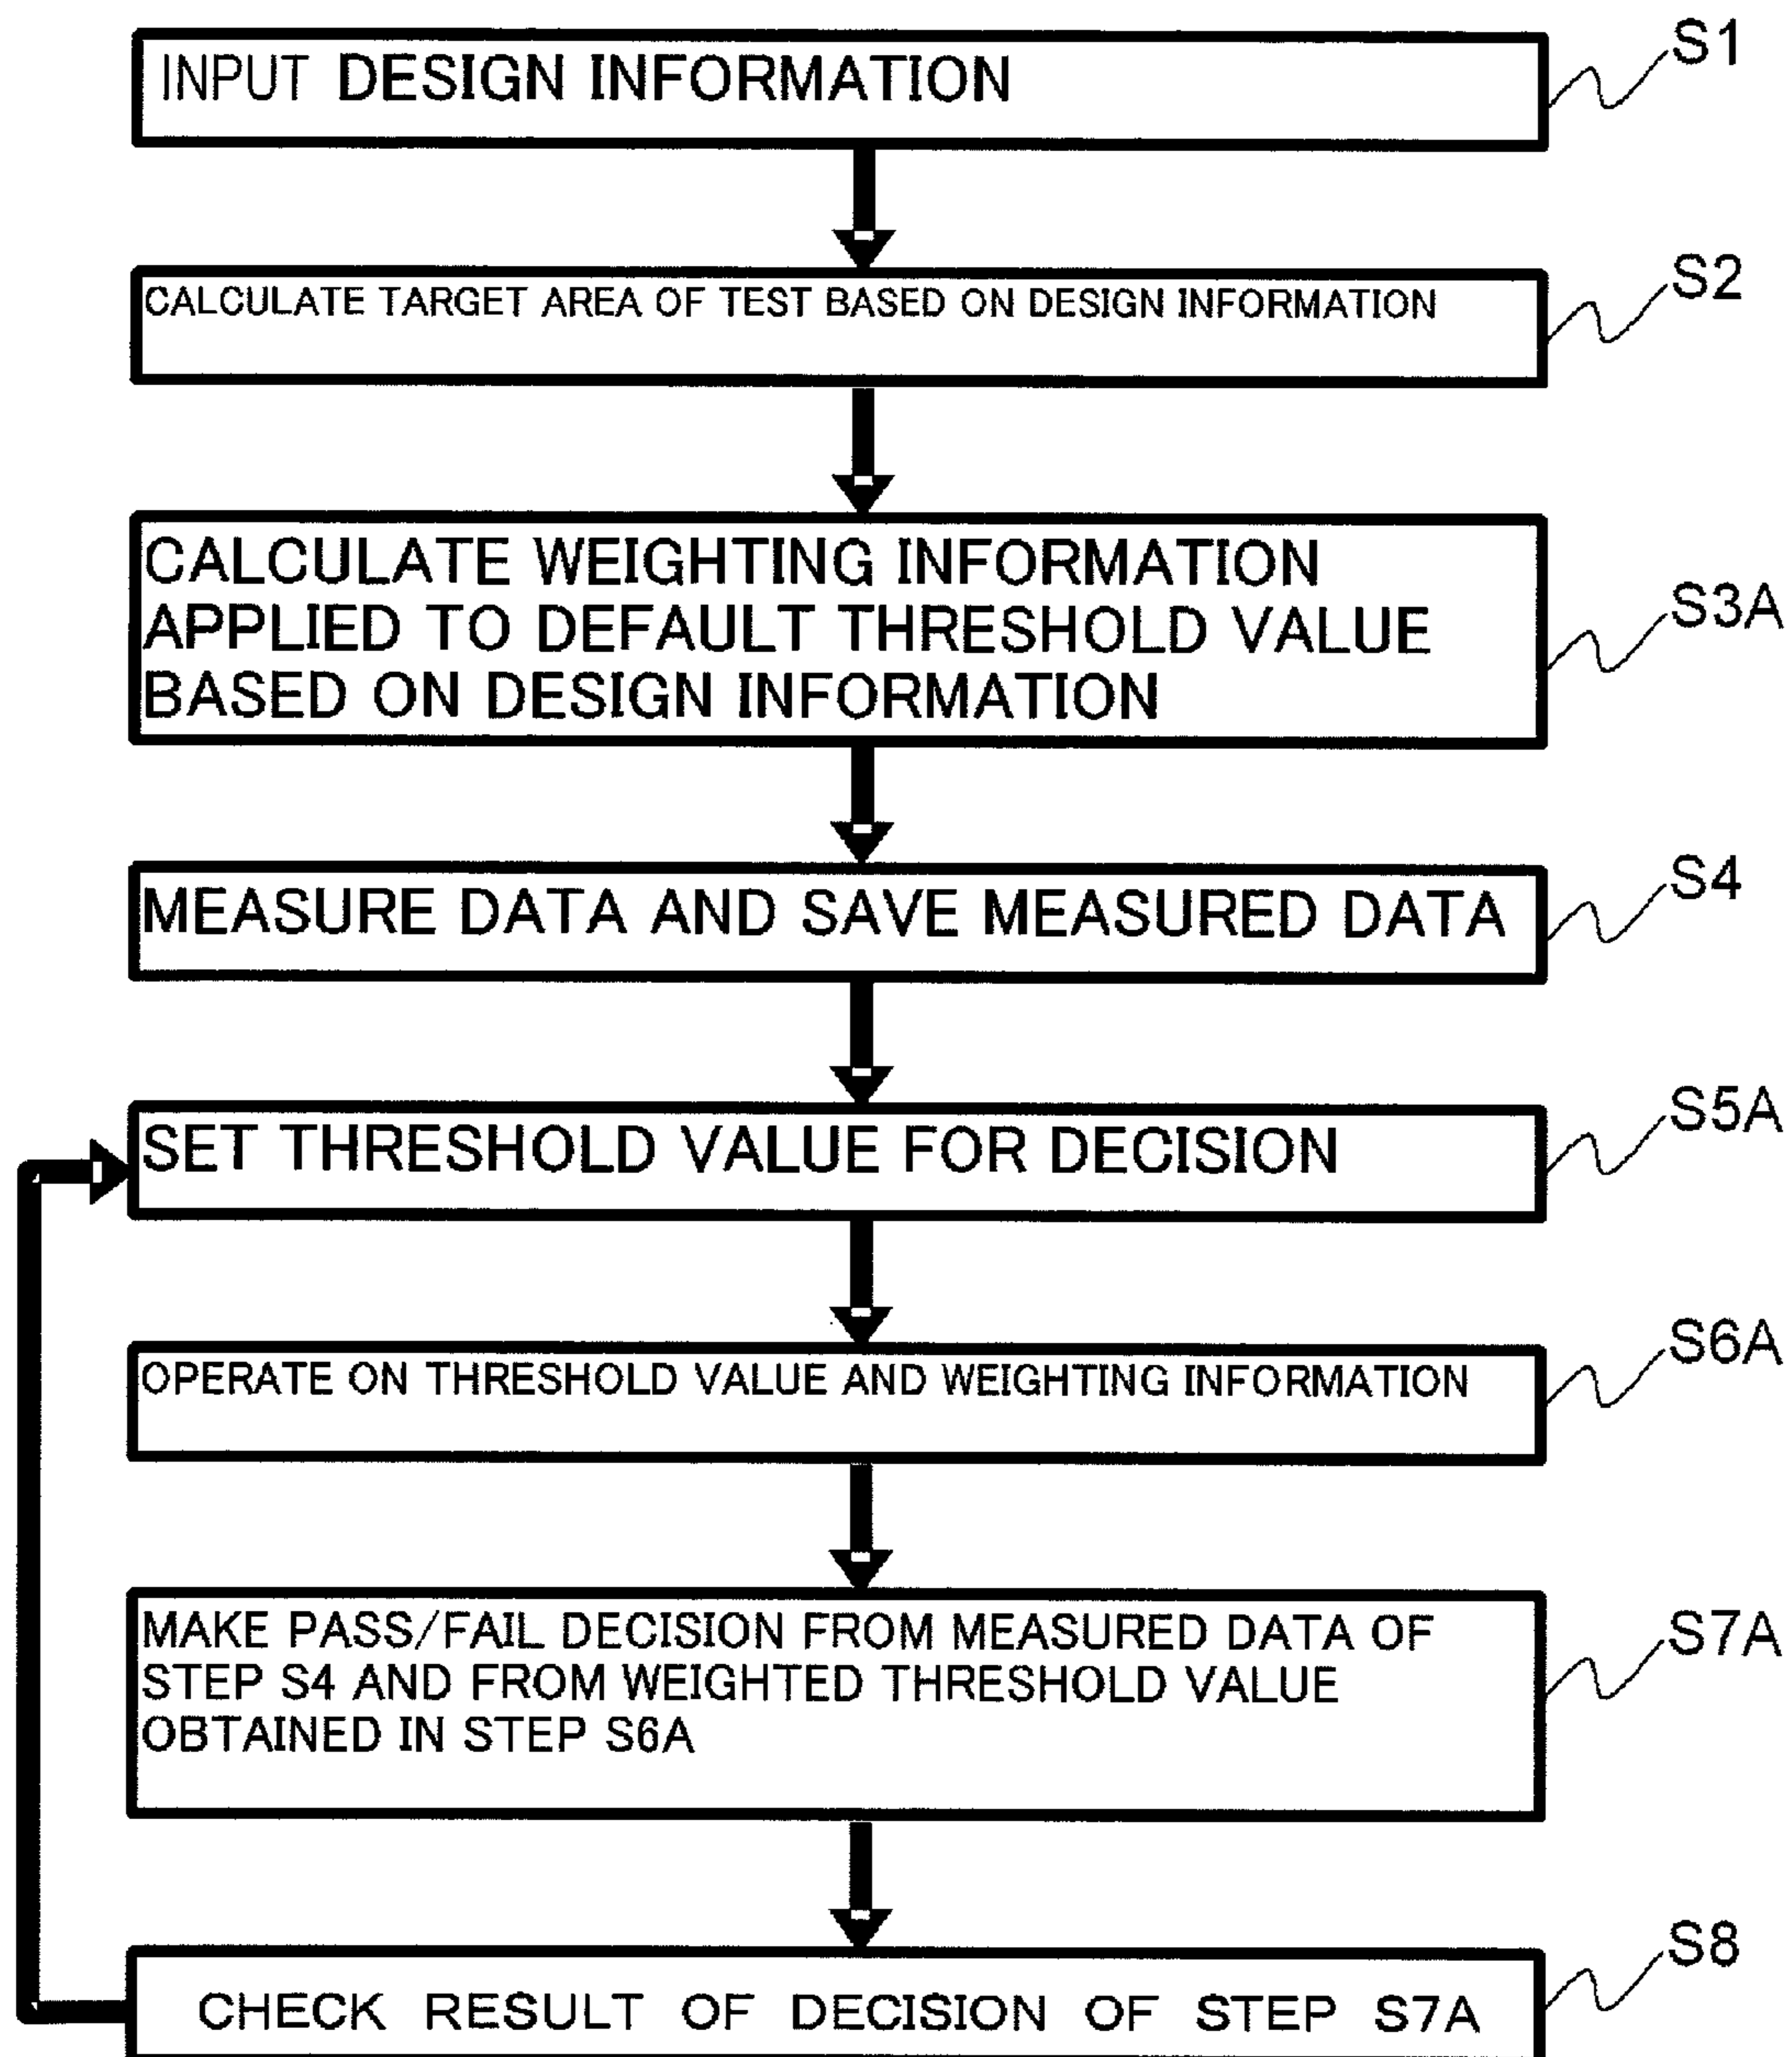 INPUT DESIGN INFORMATION
S1
CALCULATE TARGET AREA OF TEST BASED ON DESIGN INFORMATION
S2
CALCULATE WEIGHTING INFORMATION
APPLIED TO DEFAULT THRESHOLD VALUE
BASED ON DESIGN INFORMATION
S3A
MEASURE DATA AND SAVE MEASURED DATA
S4
SET THRESHOLD VALUE FOR DECISION
S5A
OPERATE ON THRESHOLD VALUE AND WEIGHTING INFORMATION
S6A
MAKE PASS/FAIL DECISION FROM MEASURED DATA OF
STEP S4 AND FROM WEIGHTED THRESHOLD VALUE
OBTAINED IN STEP S6A
S7A
CHECK RESULT OF DECISION OF STEP S7A
S8